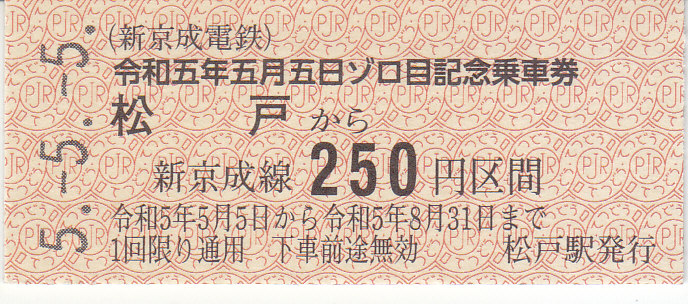 5.-5.-5.
(新京成電鉄)
令和五年五月五日ゾロ目記念乗車券
松 戸 から
新京成線 250 円区間
令和5年5月5日から令和5年8月31日まで
1回限り通用 下車前途無効 松戸駅発行